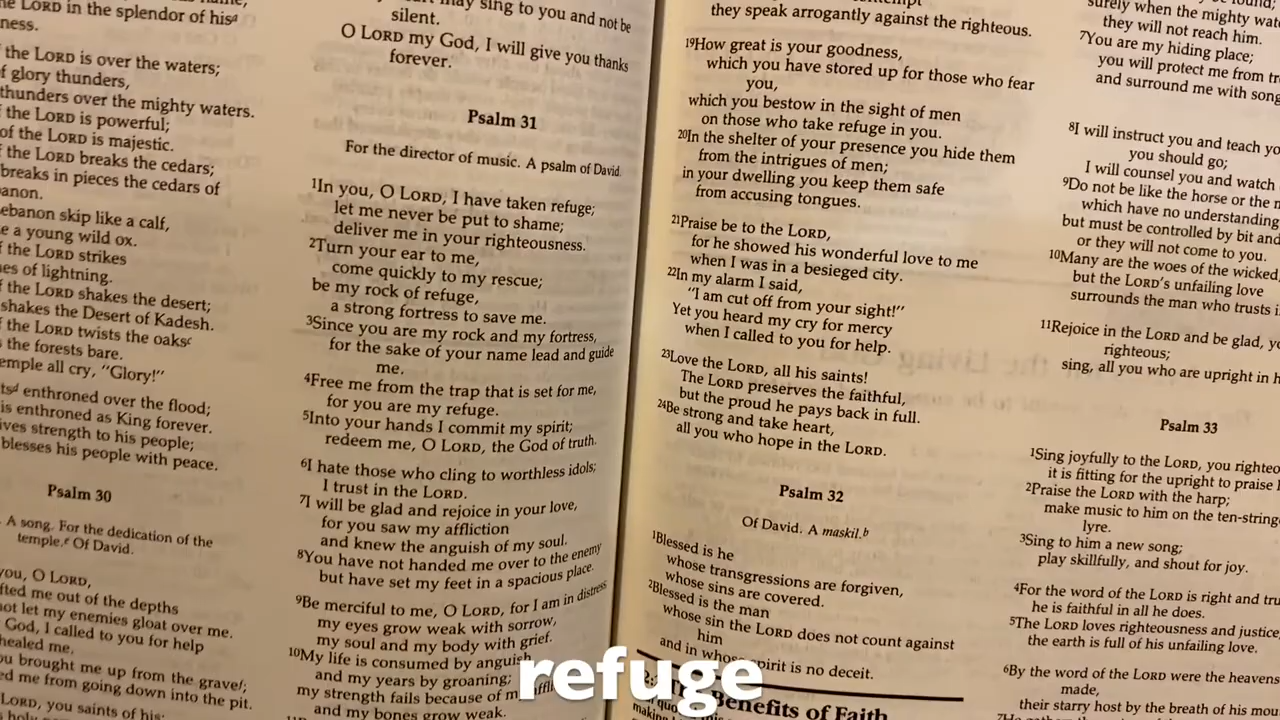 LORD in the splendor of hisᵈ
ness.
the LORD is over the waters;
glory thunders,
thunders over the mighty waters.
the LORD is powerful;
of the LORD is majestic.
the LORD breaks the cedars;
breaks in pieces the cedars of
skip like a calf,
a young wild ox.
the LORD strikes
of lightning.
the LORD shakes the desert;
shakes the Desert of Kadesh.
the LORD twists the oaksᶜ
the forests bare.
all cry, "Glory!"
enthroned over the flood;
is enthroned as King forever.
strength to his people;
blesses his people with peace.
Psalm 30
A song. For the dedication of the
temple.ᵉ Of David.
you, O LORD,
me out of the depths
let my enemies gloat over me.
God, I called to you for help
healed me.
brought me up from the graveᶠ;
me from going down into the pit.
LORD, you saints of his;
may sing to you and not be
silent.
O LORD my God, I will give you thanks
forever.
Psalm 31
For the director of music. A psalm of David.
1In you, O LORD, I have taken refuge;
let me never be put to shame;
deliver me in your righteousness.
2Turn your ear to me,
come quickly to my rescue;
be my rock of refuge,
a strong fortress to save me.
3Since you are my rock and my fortress,
for the sake of your name lead and guide
me.
4Free me from the trap that is set for me,
for you are my refuge.
5Into your hands I commit my spirit;
redeem me, O LORD, the God of truth.
6I hate those who cling to worthless idols;
I trust in the LORD.
7I will be glad and rejoice in your love,
for you saw my affliction
and knew the anguish of my soul.
8You have not handed me over to the enemy
but have set my feet in a spacious place.
9Be merciful to me, O LORD, for I am in distress;
my eyes grow weak with sorrow,
my soul and my body with grief.
10My life is consumed by anguish
and my years by groaning;
my strength fails because of
and my bones grow weak.
they speak arrogantly against the righteous.
19How great is your goodness,
which you have stored up for those who fear
you,
which you bestow in the sight of men
on those who take refuge in you.
20In the shelter of your presence you hide them
from the intrigues of men;
in your dwelling you keep them safe
from accusing tongues.
21Praise be to the LORD,
for he showed his wonderful love to me
when I was in a besieged city.
22In my alarm I said,
"I am cut off from your sight!"
Yet you heard my cry for mercy
when I called to you for help.
23Love the LORD, all his saints!
The LORD preserves the faithful,
but the proud he pays back in full.
24Be strong and take heart,
all you who hope in the LORD.
Psalm 32
Of David. A maskil.ᵇ
1Blessed is he
whose transgressions are forgiven,
whose sins are covered.
2Blessed is the man
whose sin the LORD does not count against
him
and in whose spirit is no deceit.
Benefits of Faith
surely when the mighty
they will not reach him.
7You are my hiding place;
you will protect me from
and surround me with
8I will instruct you and teach
you should go;
I will counsel you and watch
9Do not be like the horse or the
which have no understanding
but must be controlled by bit and
or they will not come to you.
10Many are the woes of the wicked,
but the LORD's unfailing love
surrounds the man who trusts
11Rejoice in the LORD and be glad,
righteous;
sing, all you who are upright in
Psalm 33
1Sing joyfully to the LORD, you
it is fitting for the upright to praise
2Praise the LORD with the harp;
make music to him on the
lyre.
3Sing to him a new song;
play skillfully, and shout for joy.
4For the word of the LORD is right and
he is faithful in all he does.
5The LORD loves righteousness and justice;
the earth is full of his unfailing love.
6By the word of the LORD were the heavens
made,
their starry host by the breath of his
refuge